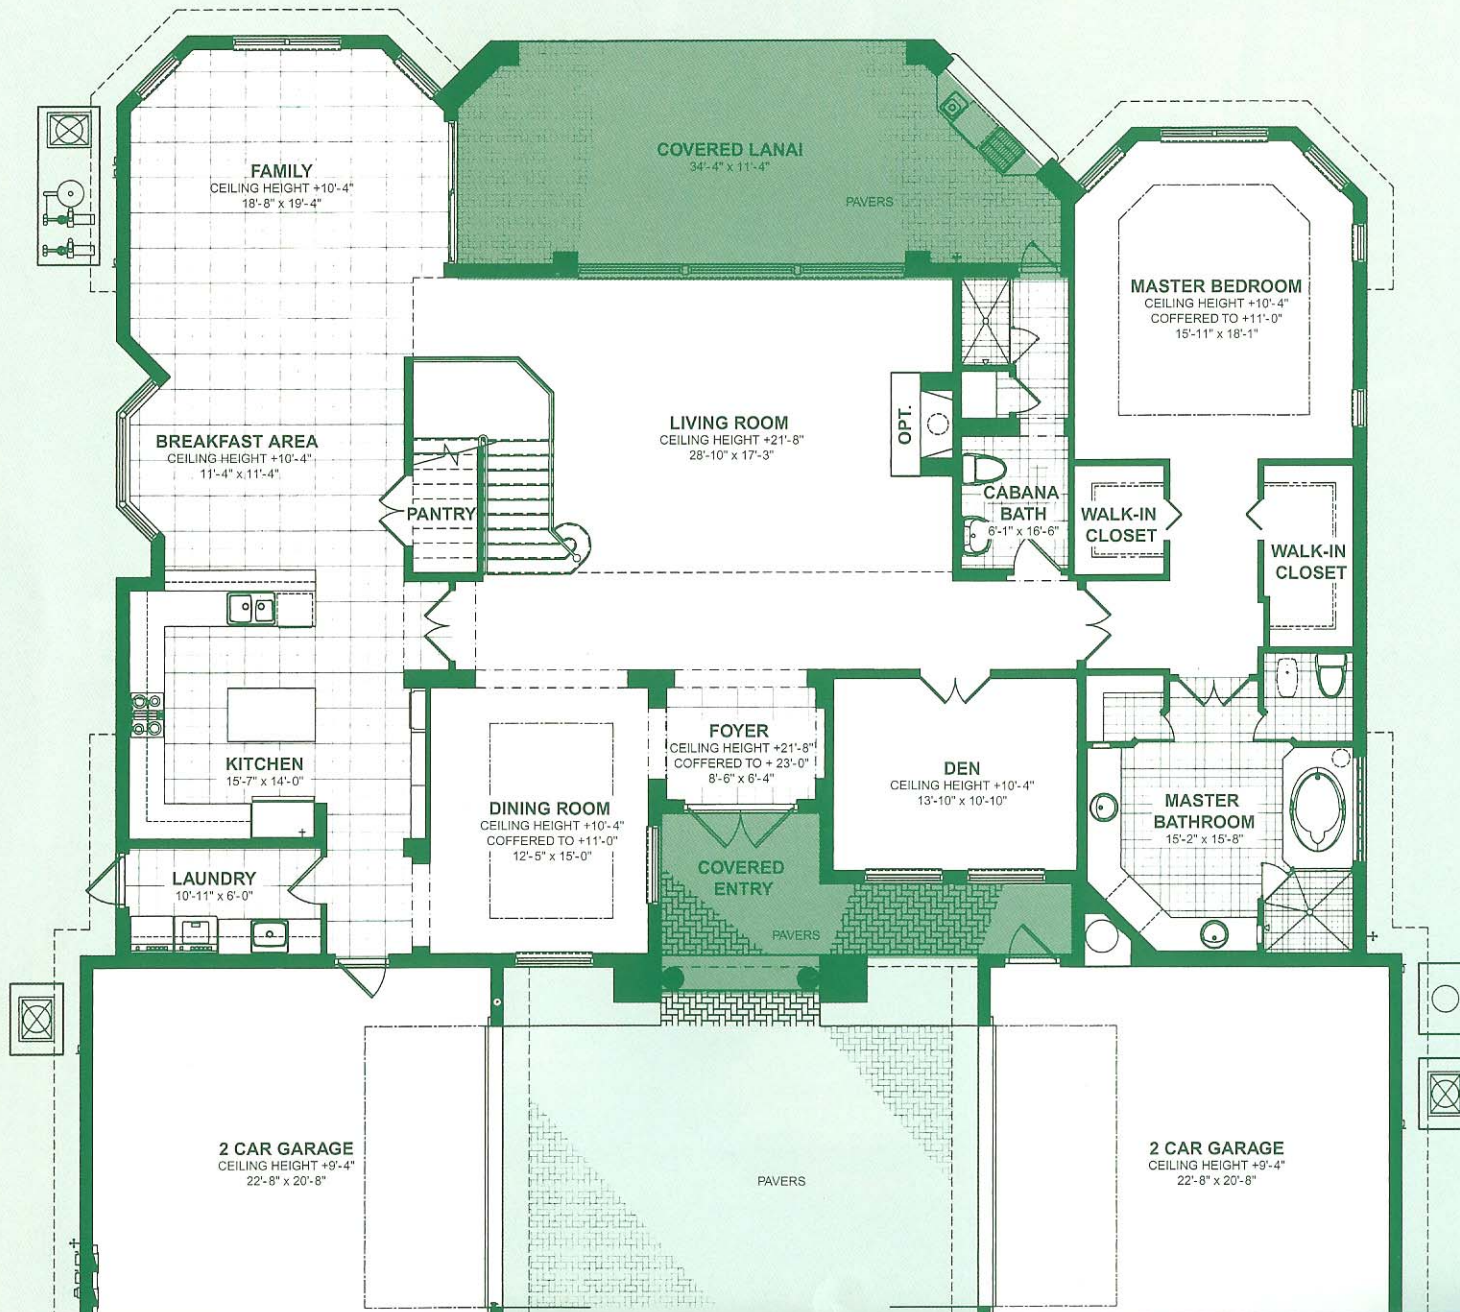 FAMILY
CEILING HEIGHT +10'-4"
18'-8" x 19'-4"
COVERED LANAI
34'-4" x 11'-4"
PAVERS
MASTER BEDROOM
CEILING HEIGHT +10'-4"
COFFERED TO +11'-0"
15'-11" x 18'-1"
BREAKFAST AREA
CEILING HEIGHT +10'-4"
11'-4" x 11'-4"
LIVING ROOM
CEILING HEIGHT +21'-8"
28'-10" x 17'-3"
OPT.
PANTRY
CABANA
BATH
6'-1" x 16'-6"
WALK-IN
CLOSET
WALK-IN
CLOSET
KITCHEN
15'-7" x 14'-0"
FOYER
CEILING HEIGHT +21'-8"
COFFERED TO + 23'-0"
8'-6" x 6'-4"
DINING ROOM
CEILING HEIGHT +10'-4"
COFFERED TO +11'-0"
12'-5" x 15'-0"
DEN
CEILING HEIGHT +10'-4"
13'-10" x 10'-10"
MASTER
BATHROOM
15'-2" x 15'-8"
LAUNDRY
10'-11" x 6'-0"
COVERED
ENTRY
PAVERS
2 CAR GARAGE
CEILING HEIGHT +9'-4"
22'-8" x 20'-8"
PAVERS
2 CAR GARAGE
CEILING HEIGHT +9'-4"
22'-8" x 20'-8"